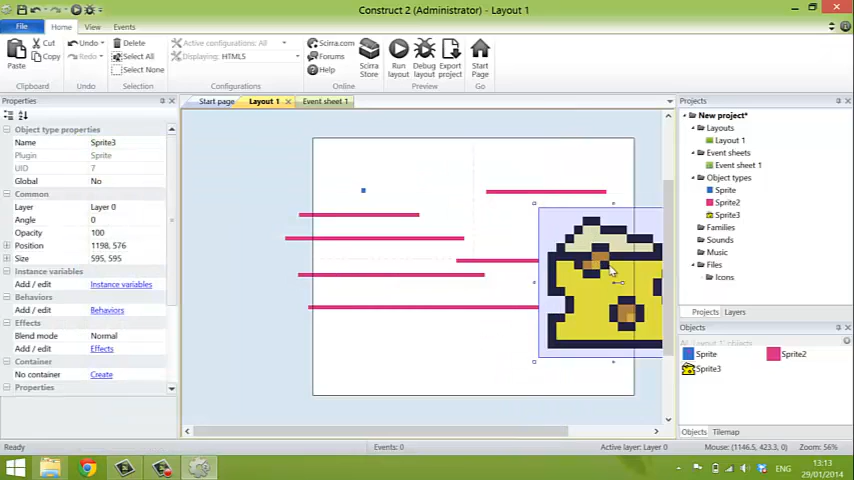 Construct 2 (Administrator) - Layout 1
File
Home
View
Events
Paste
Cut
Copy
Clipboard
Undo
Redo
Undo
Delete
Select All
Select None
Selection
Active configurations: All
Displaying: HTML5
Configurations
Scirra.com
Forums
Help
Online
Scirra Store
Run layout
Debug layout
Export project
Preview
Start Page
Go
Properties
Start page
Layout 1
Event sheet 1
Projects
Object type properties
Name Sprite3
Plugin Sprite
UID 7
Global No
Common
Layer Layer 0
Angle 0
Opacity 100
Position 1198, 576
Size 595, 595
Instance variables
Add / edit Instance variables
Behaviors
Add / edit Behaviors
Effects
Blend mode Normal
Add / edit Effects
Container
No container Create
Properties
New project*
Layouts
Layout 1
Event sheets
Event sheet 1
Object types
Sprite
Sprite2
Sprite3
Families
Sounds
Music
Files
Icons
Projects
Layers
Objects
Sprite
Sprite2
Sprite3
Objects
Tilemap
Ready
Events: 0
Active layer: Layer 0
Mouse: (1146.5, 423.3, 0)
Zoom: 56%
ENG
13:13
29/01/2014